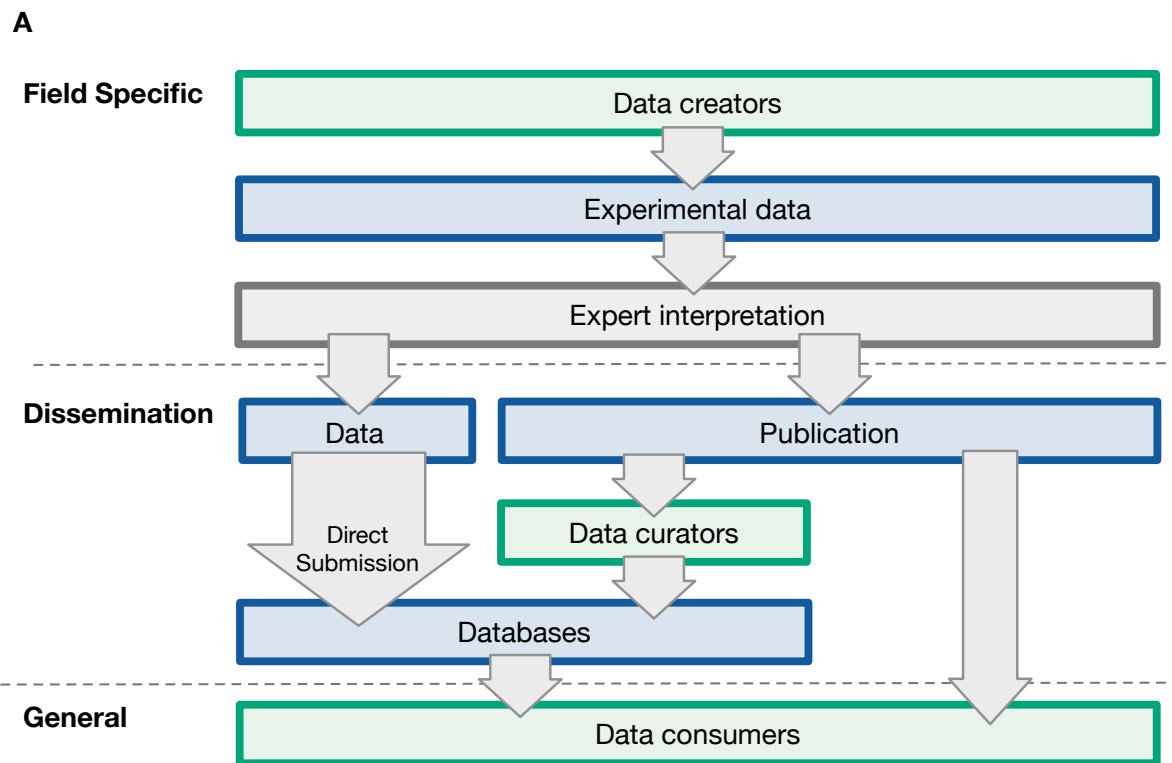 A
Field Specific
Data creators
Experimental data
Expert interpretation
Dissemination
Data
Publication
Direct
Submission
Data curators
Databases
General
Data consumers